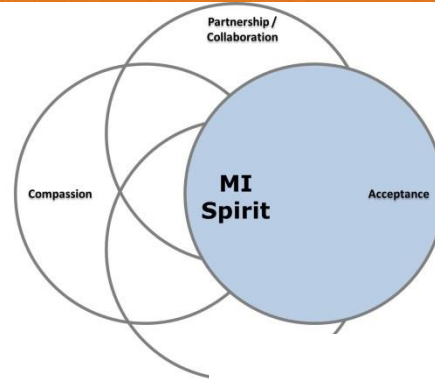 Partnership /
Collaboration
MI
Spirit
Compassion
Acceptance